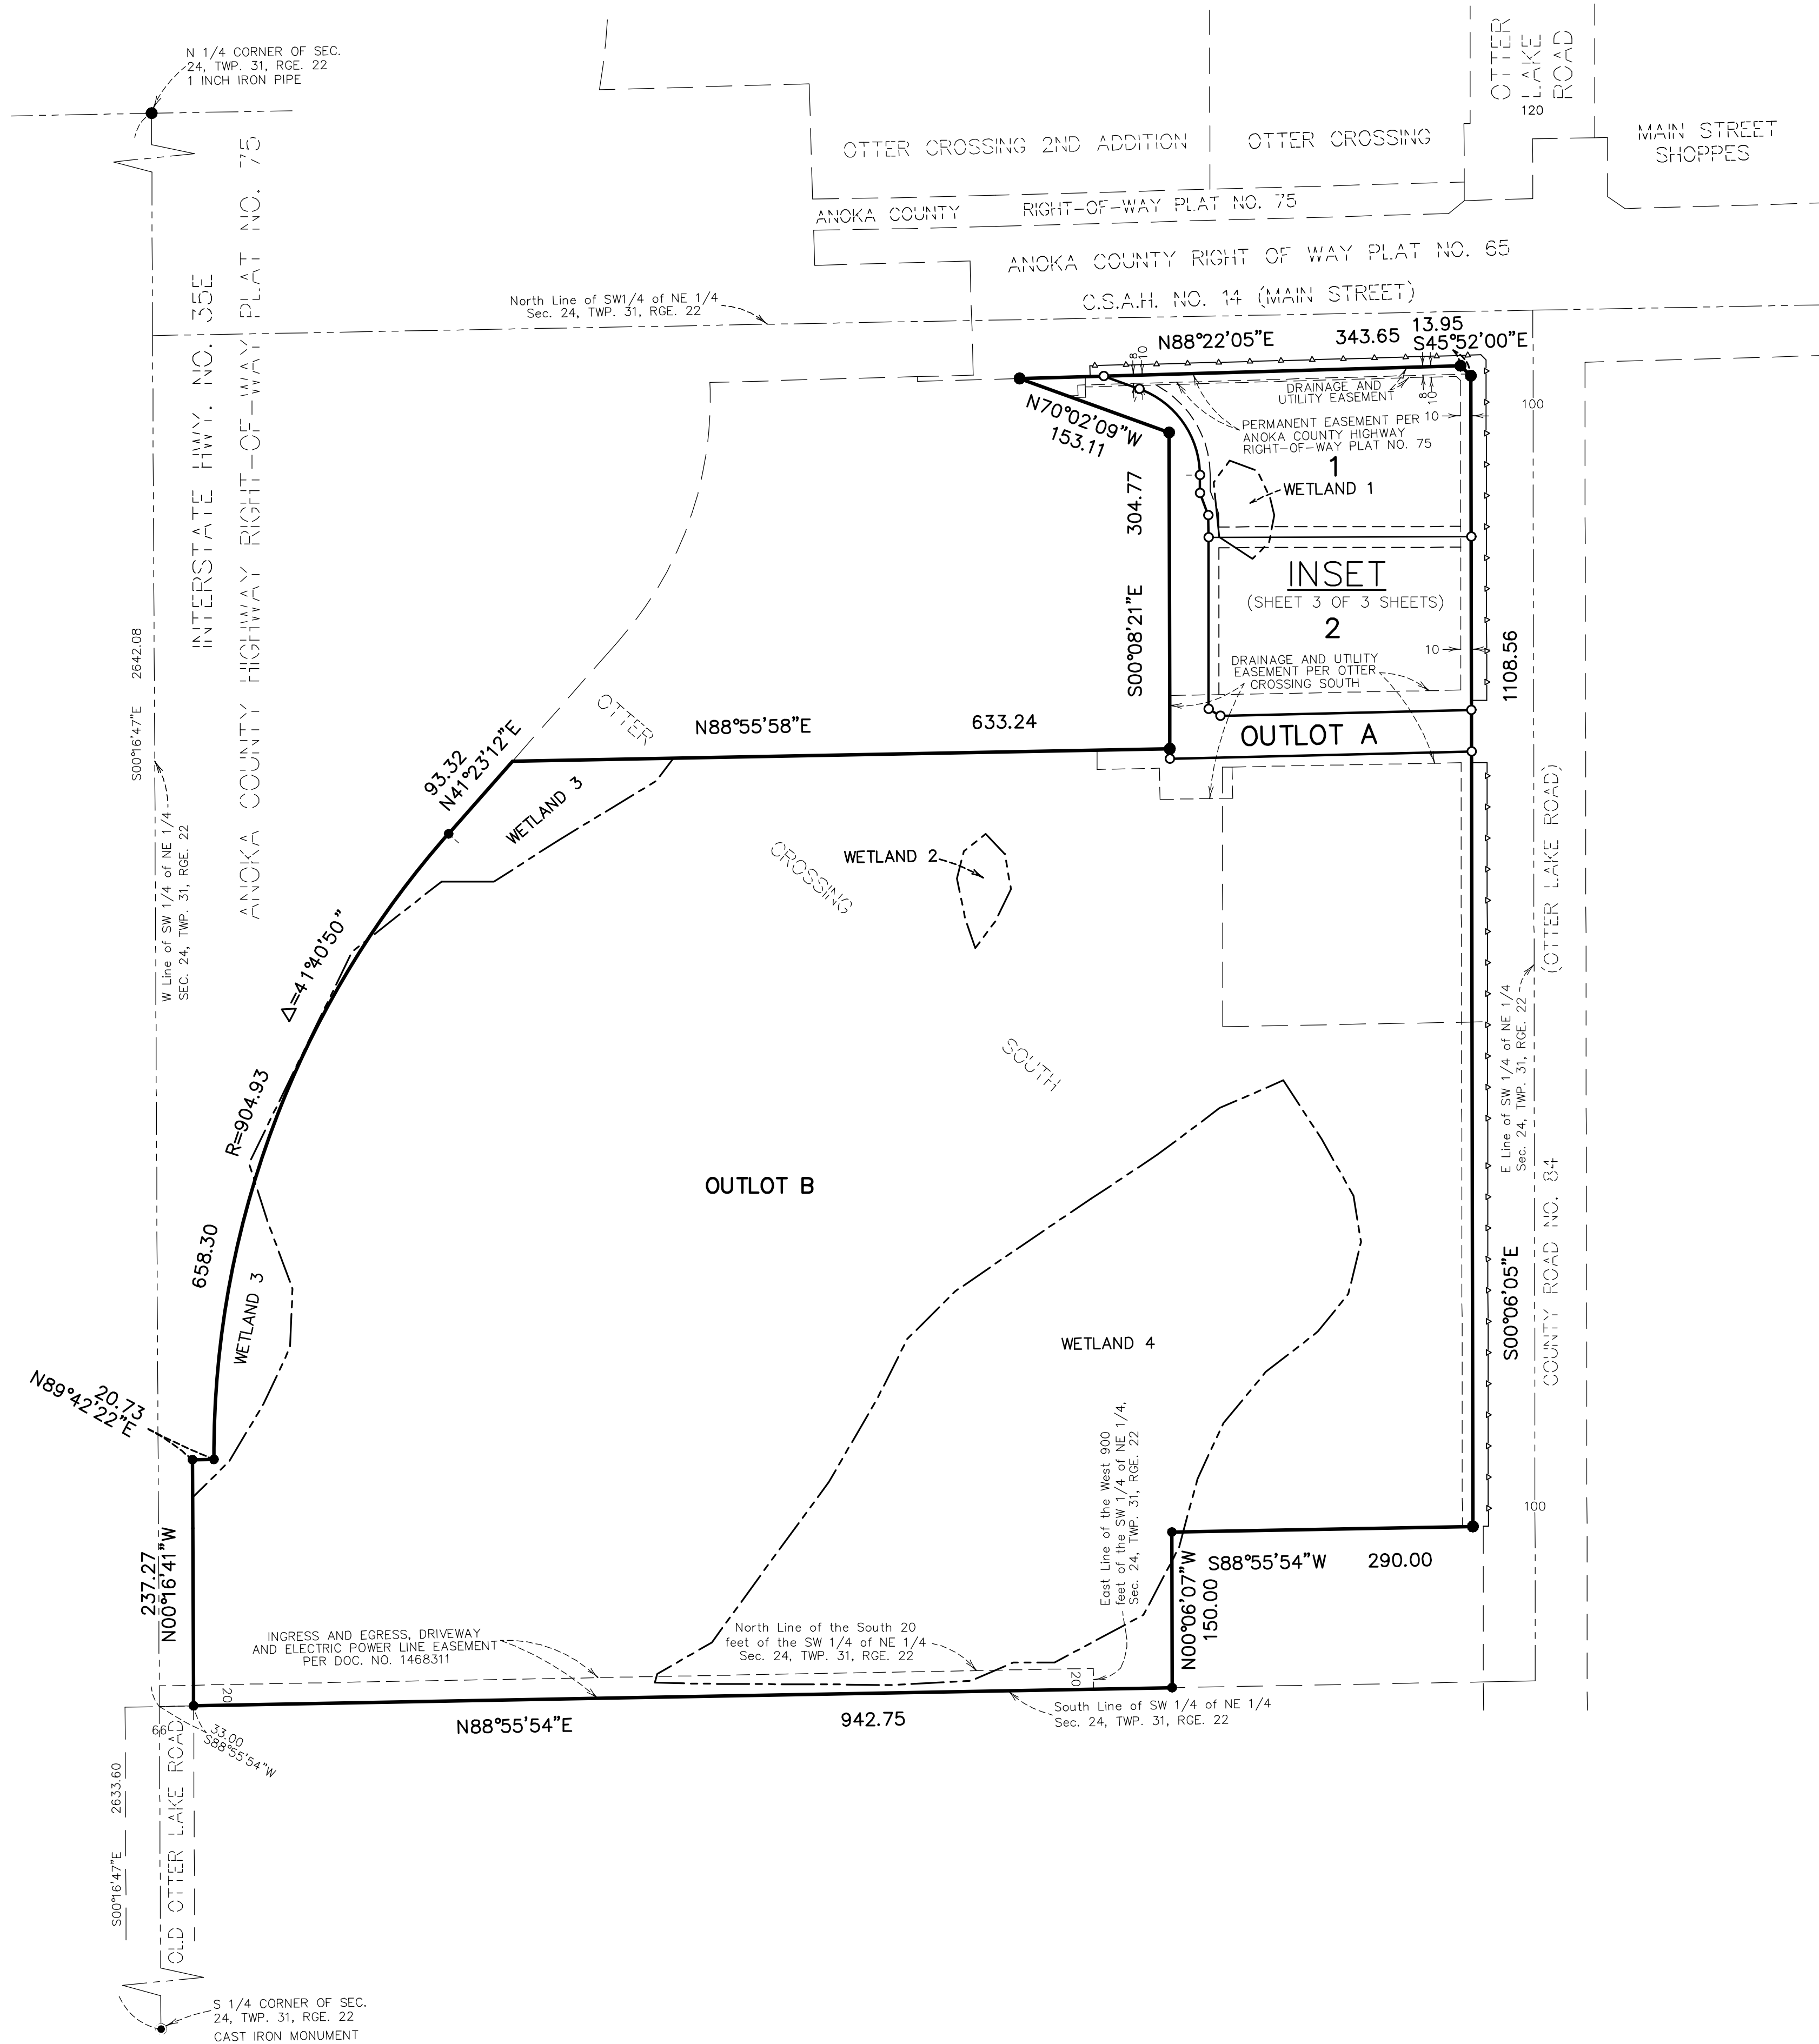 N 1/4 CORNER OF SEC.
24, TWP. 31, RGE. 22
1 INCH IRON PIPE
OTTER
LAKE
ROAD
120
OTTER CROSSING 2ND ADDITION
OTTER CROSSING
MAIN STREET
SHOPPES
ANOKA COUNTY
RIGHT-OF-WAY PLAT NO. 75
ANOKA COUNTY RIGHT OF WAY PLAT NO. 65
C.S.A.H. NO. 14 (MAIN STREET)
North Line of SW1/4 of NE 1/4
Sec. 24, TWP. 31, RGE. 22
INTERSTATE HWY. NO. 35E
ANOKA COUNTY HIGHWAY RIGHT-OF-WAY PLAT NO. 75
N88°22'05"E
343.65
13.95
S45°52'00"E
8
10
DRAINAGE AND
UTILITY EASEMENT
8
10
10
100
PERMANENT EASEMENT PER
ANOKA COUNTY HIGHWAY
RIGHT-OF-WAY PLAT NO. 75
N70°02'09"W
153.11
1
WETLAND 1
304.77
S00°08'21"E
INSET
(SHEET 3 OF 3 SHEETS)
2
10
DRAINAGE AND UTILITY
EASEMENT PER OTTER
CROSSING SOUTH
1108.56
OUTLOT A
S00°16'47"E 2642.08
W Line of SW 1/4 of NE 1/4
SEC. 24, TWP. 31, RGE. 22
OTTER
N88°55'58"E
633.24
93.32
N41°23'12"E
WETLAND 3
CROSSING
WETLAND 2
(OTTER LAKE ROAD)
Δ=41°40'50"
E Line of SW 1/4 of NE 1/4
Sec. 24, TWP. 31, RGE. 22
SOUTH
R=904.93
OUTLOT B
658.30
WETLAND 3
WETLAND 4
S00°06'05"E
COUNTY ROAD NO. 84
20.73
N89°42'22"E
East Line of the West 900
feet of the SW 1/4 of NE 1/4,
Sec. 24, TWP. 31, RGE. 22
100
237.27
N00°16'41"W
S88°55'54"W
290.00
N00°06'07"W
150.00
INGRESS AND EGRESS, DRIVEWAY
AND ELECTRIC POWER LINE EASEMENT
PER DOC. NO. 1468311
North Line of the South 20
feet of the SW 1/4 of NE 1/4
Sec. 24, TWP. 31, RGE. 22
20
20
N88°55'54"E
942.75
South Line of SW 1/4 of NE 1/4
Sec. 24, TWP. 31, RGE. 22
66
33.00
S88°55'54"W
S00°16'47"E 2633.60
OLD OTTER LAKE ROAD
S 1/4 CORNER OF SEC.
24, TWP. 31, RGE. 22
CAST IRON MONUMENT